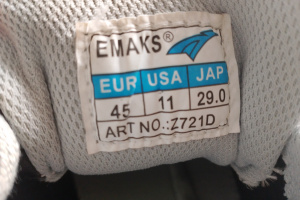 EMAKS®
EUR USA JAP
45 11 29.0
ART NO.:Z721D